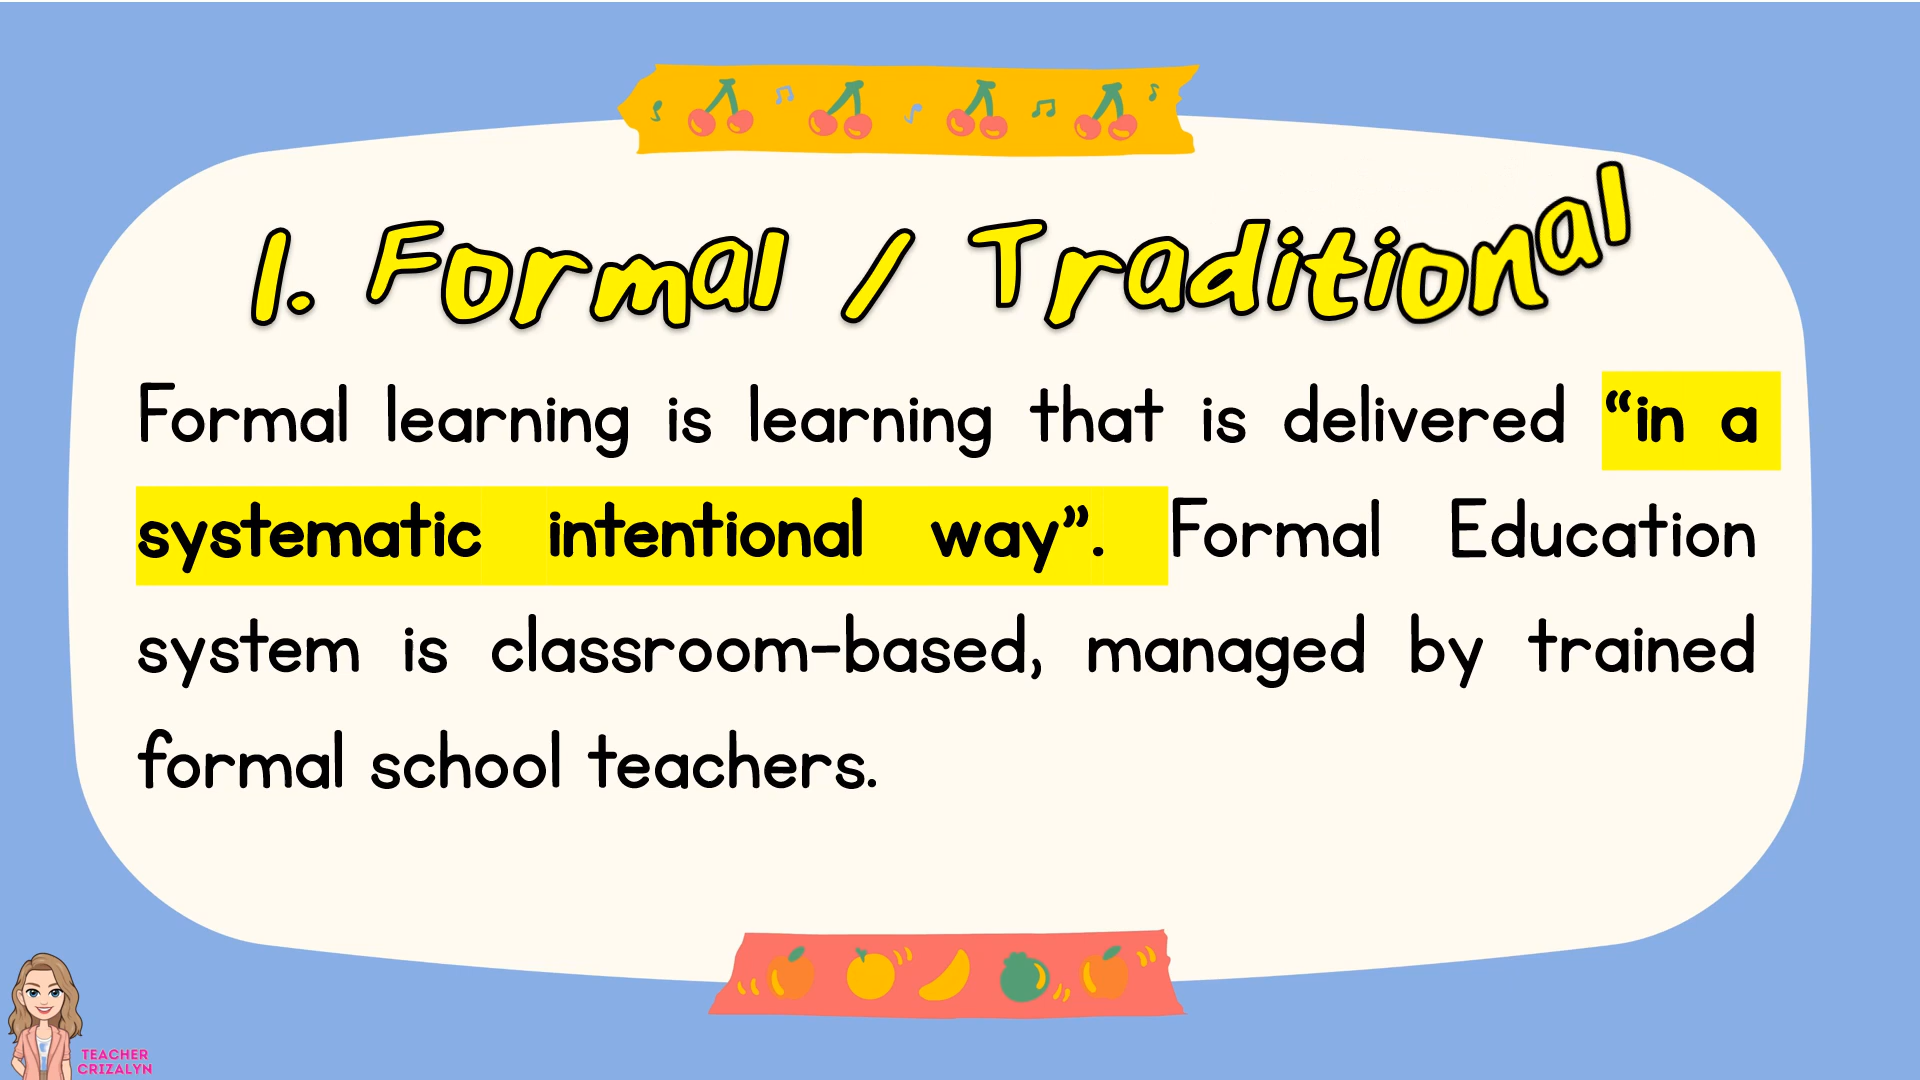 1. Formal / Traditional
Formal learning is learning that is delivered “in a
systematic intentional way”. Formal Education
system is classroom-based, managed by trained
formal school teachers.
TEACHER
CRIZALYN